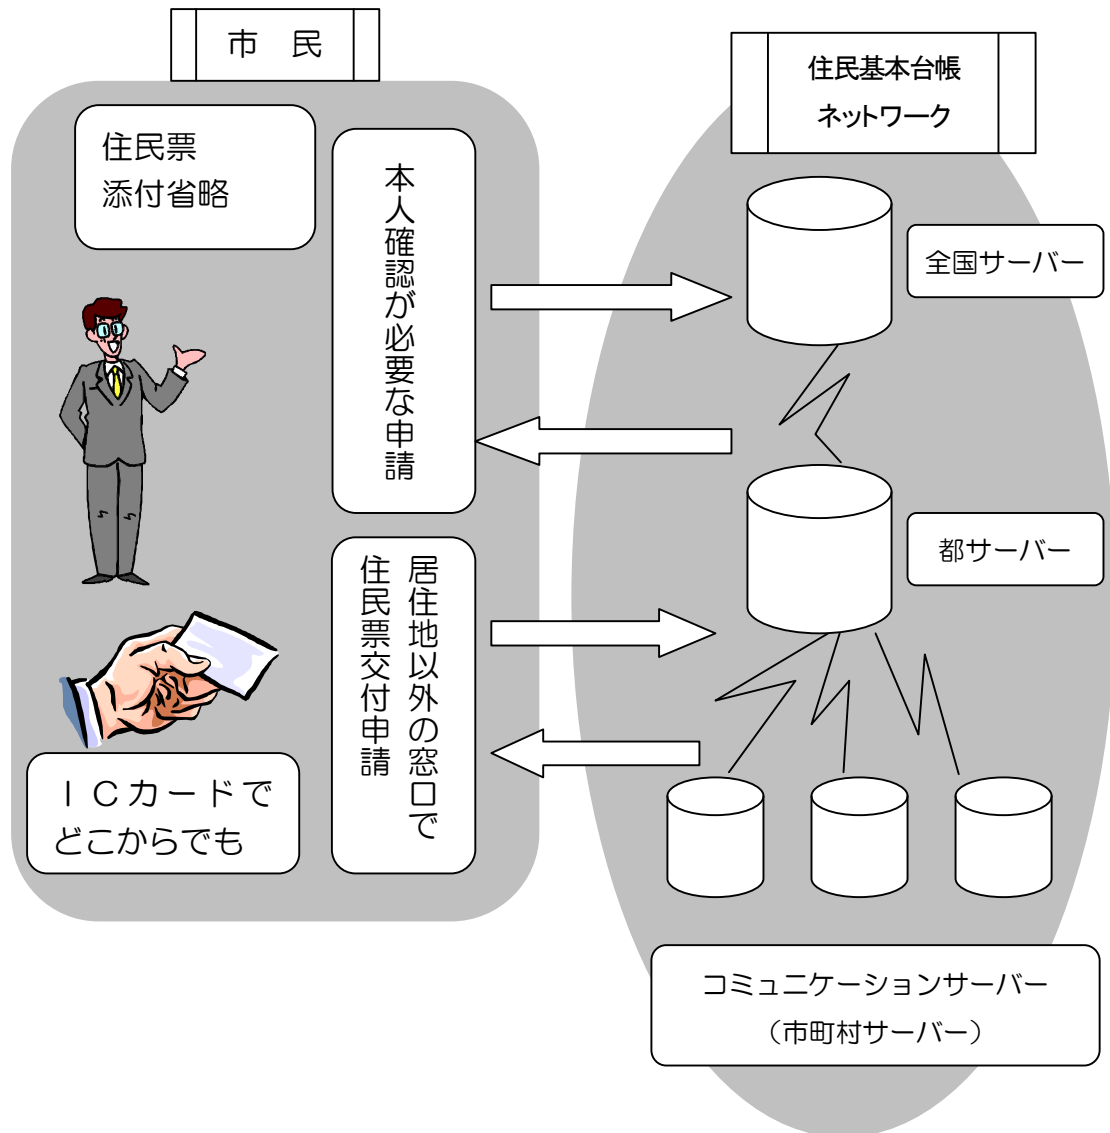 市　民
住民票
添付省略
本人確認が必要な申請
居住地以外の窓口で
住民票交付申請
ＩＣカードで
どこからでも
住民基本台帳
ネットワーク
全国サーバー
都サーバー
コミュニケーションサーバー
（市町村サーバー）